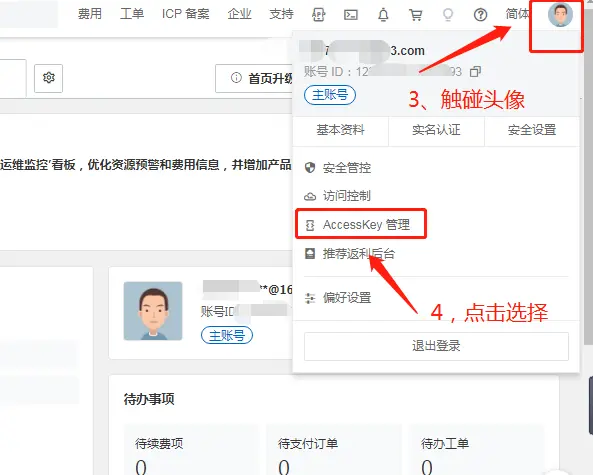 费用 工单 ICP 备案 企业 支持 简体
7 3.com
账号 ID：12 93
首页升级
主账号
3、触碰头像
基本资料 实名认证 安全设置
运维监控'看板，优化资源预警和费用信息，并增加产品
安全管控
访问控制
AccessKey 管理
推荐返利后台
**@16
偏好设置
账号ID
4，点击选择
主账号
退出登录
待办事项
待续费项 待支付订单 待办工单
0 0 0